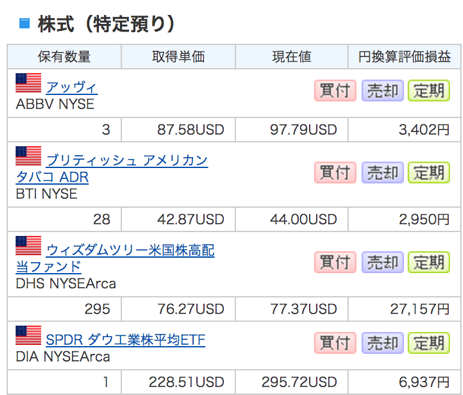 株式（特定預り）
保有数量 取得単価 現在値 円換算評価損益
アッヴィ 買付 売却 定期
ABBV NYSE
3 87.58USD 97.79USD 3,402円
ブリティッシュ アメリカン 買付 売却 定期
タバコ ADR
BTI NYSE
28 42.87USD 44.00USD 2,950円
ウィズダムツリー米国株高配 買付 売却 定期
当ファンド
DHS NYSEArca
295 76.27USD 77.37USD 27,157円
SPDR ダウ工業株平均ETF 買付 売却 定期
DIA NYSEArca
1 228.51USD 295.72USD 6,937円